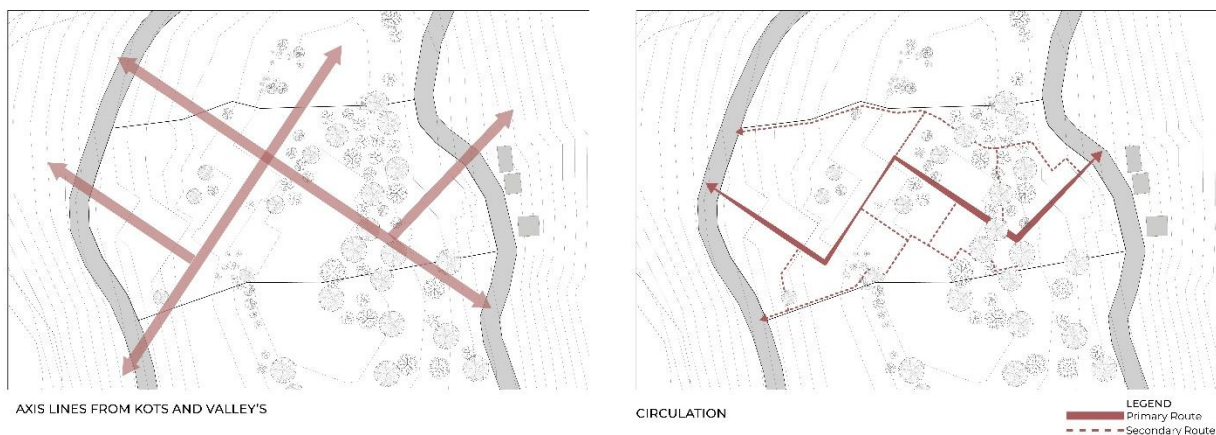 AXIS LINES FROM KOTS AND VALLEY'S
CIRCULATION
LEGEND
Primary Route
Secondary Route